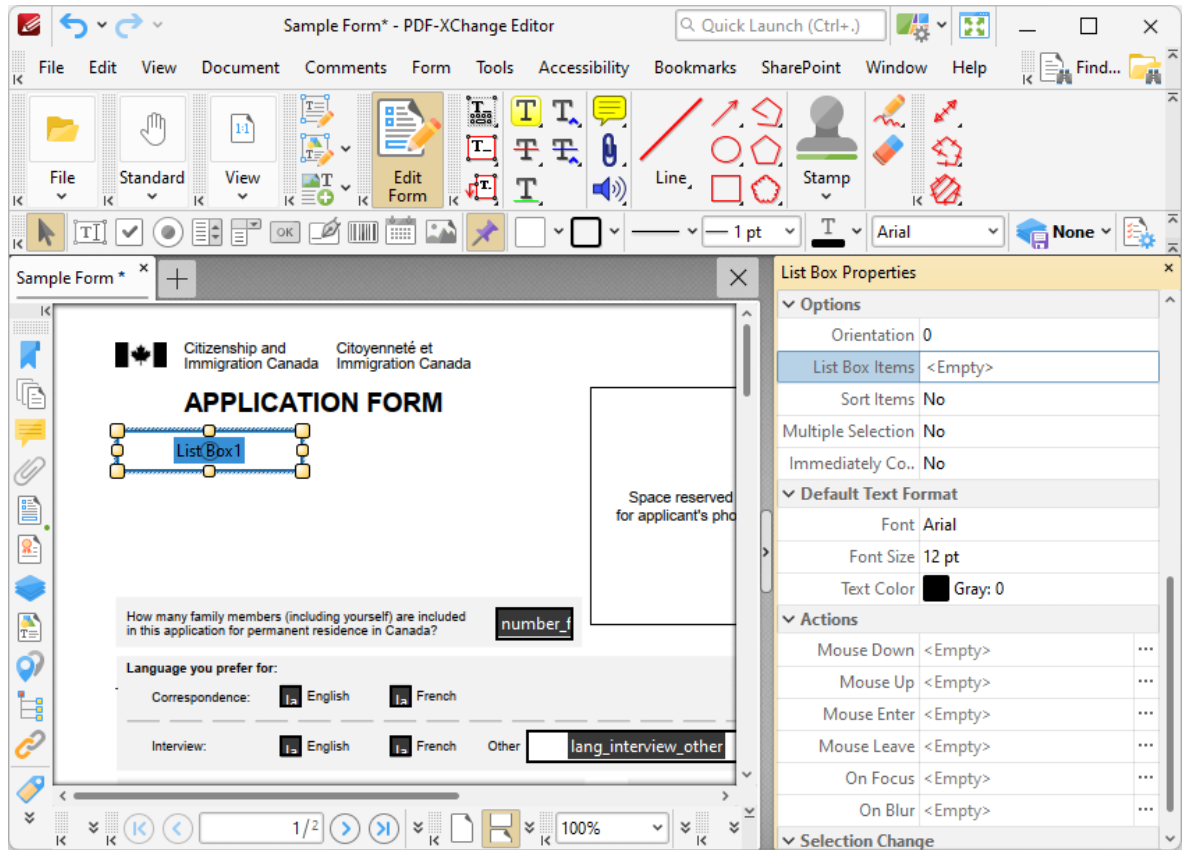 Sample Form* - PDF-XChange Editor
Quick Launch (Ctrl+.)
File Edit View Document Comments Form Tools Accessibility Bookmarks SharePoint Window Help Find...
File Standard View Edit Form Line Stamp
1 pt Arial None
Sample Form *
List Box Properties
Citizenship and Immigration Canada
Citoyenneté et Immigration Canada
APPLICATION FORM
List Box1
Space reserved
for applicant's pho
How many family members (including yourself) are included
in this application for permanent residence in Canada?
number_f
Language you prefer for:
Correspondence: la English la French
Interview: la English la French Other lang_interview_other
1/2 100%
Options
Orientation 0
List Box Items <Empty>
Sort Items No
Multiple Selection No
Immediately Co.. No
Default Text Format
Font Arial
Font Size 12 pt
Text Color Gray: 0
Actions
Mouse Down <Empty> ...
Mouse Up <Empty> ...
Mouse Enter <Empty> ...
Mouse Leave <Empty> ...
On Focus <Empty> ...
On Blur <Empty> ...
Selection Change